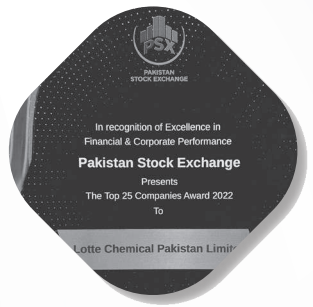 PSX
PAKISTAN
STOCK EXCHANGE
In recognition of Excellence in
Financial & Corporate Performance
Pakistan Stock Exchange
Presents
The Top 25 Companies Award 2022
To
Lotte Chemical Pakistan Limite